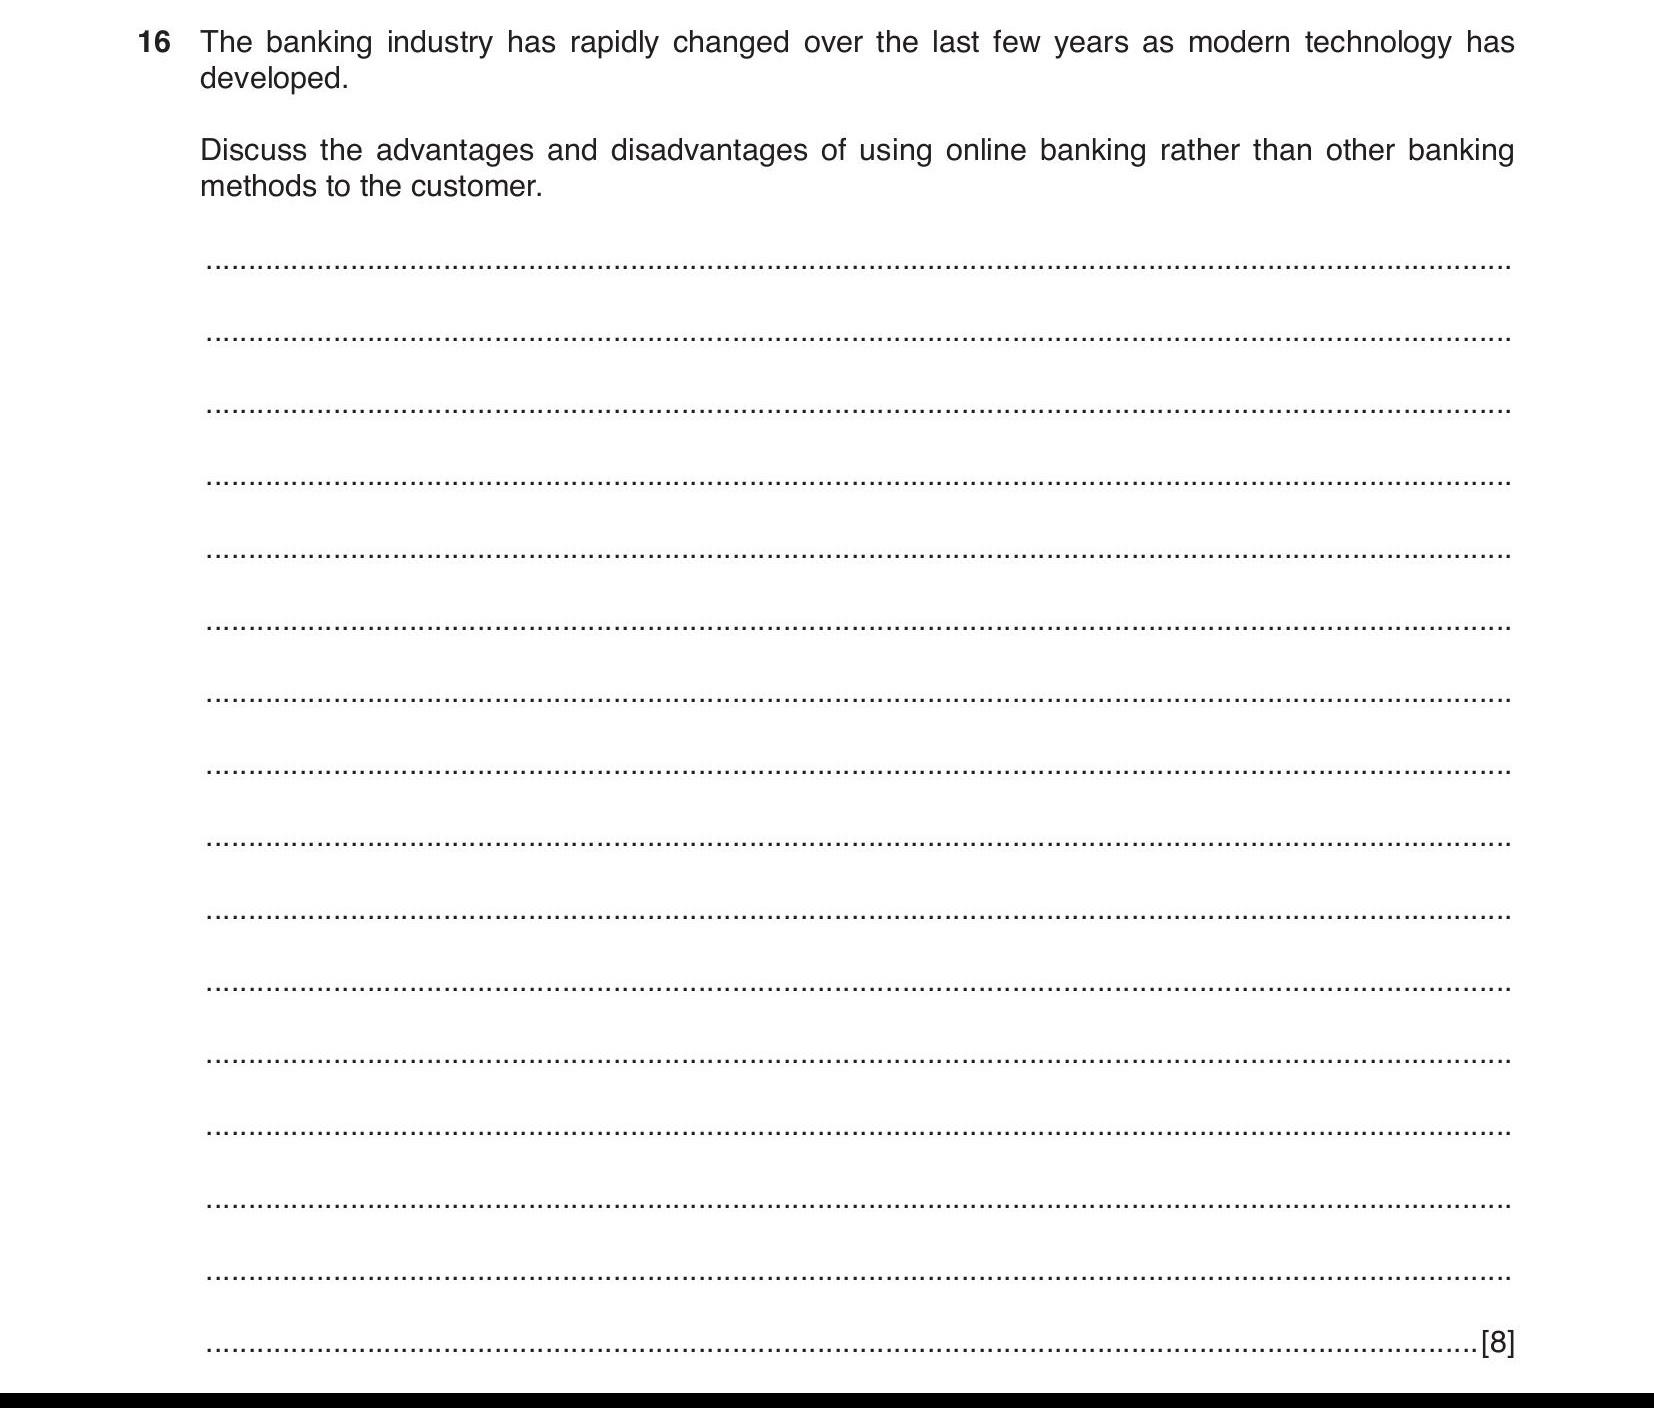 16 The banking industry has rapidly changed over the last few years as modern technology has
developed.
Discuss the advantages and disadvantages of using online banking rather than other banking
methods to the customer.
[8]